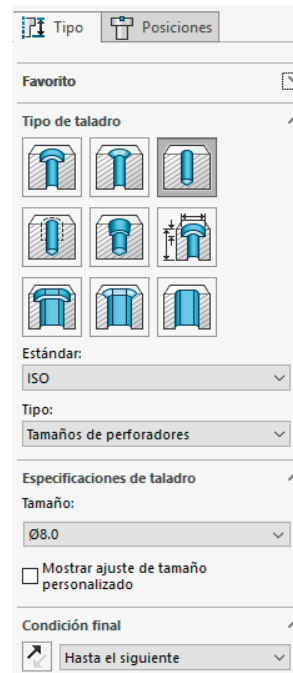 Tipo
Posiciones
Favorito
Tipo de taladro
Estándar:
ISO
Tipo:
Tamaños de perforadores
Especificaciones de taladro
Tamaño:
Ø8.0
Mostrar ajuste de tamaño
personalizado
Condición final
Hasta el siguiente